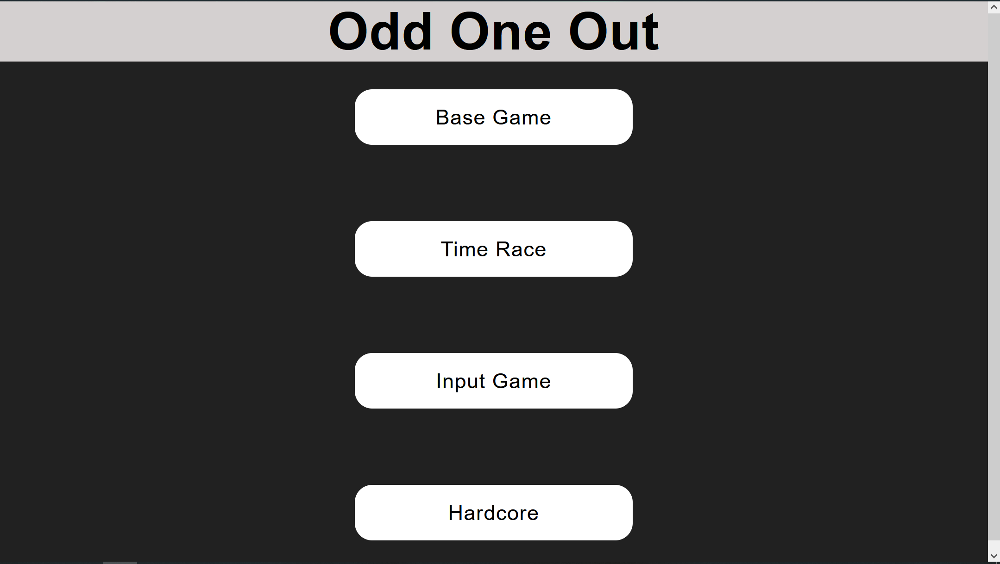 Odd One Out
Base Game
Time Race
Input Game
Hardcore